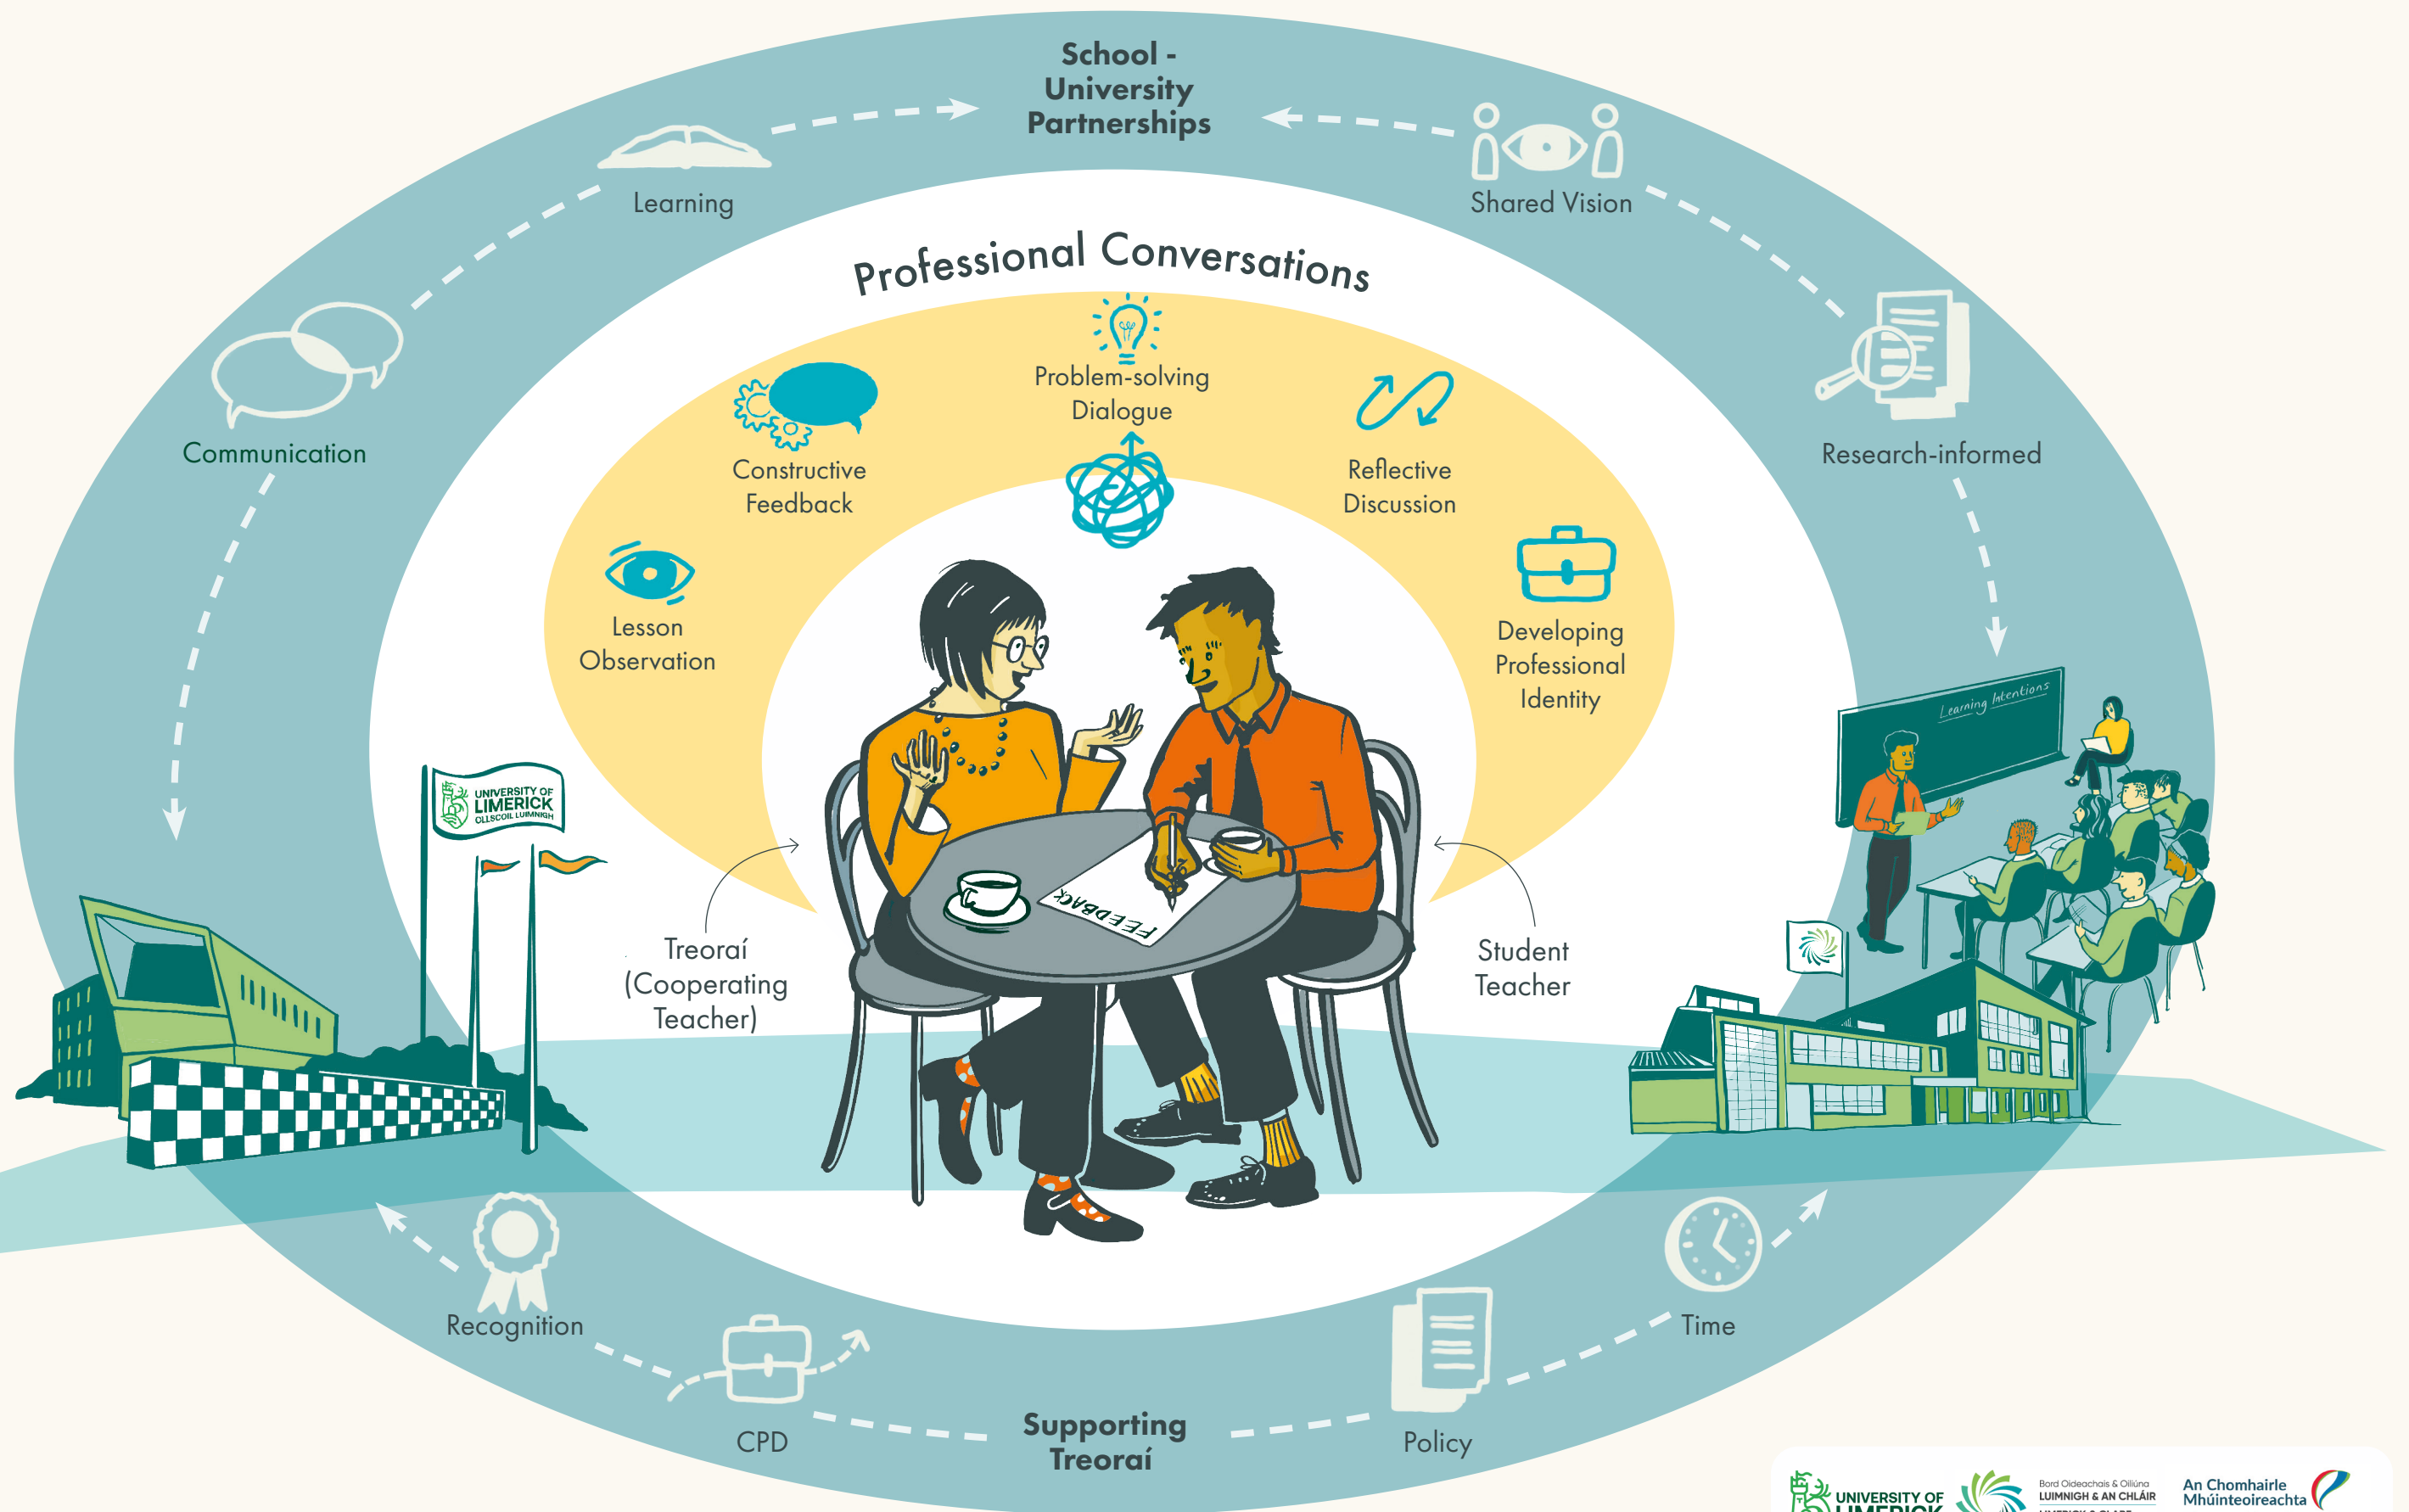 School -
University
Partnerships
Learning
Shared Vision
Professional Conversations
Communication
Research-informed
Problem-solving
Dialogue
Constructive
Feedback
Reflective
Discussion
Lesson
Observation
Developing
Professional
Identity
Learning Intentions
UNIVERSITY OF
LIMERICK
OLLSCOIL LUIMNIGH
FEEDBACK
Treoraí
(Cooperating
Teacher)
Student
Teacher
Recognition
Time
CPD
Supporting
Treoraí
Policy
UNIVERSITY OF
LIMERICK
Bord Oideachais & Oiliúna
LUIMNIGH & AN CHLÁIR
An Chomhairle
Mhúinteoireachta